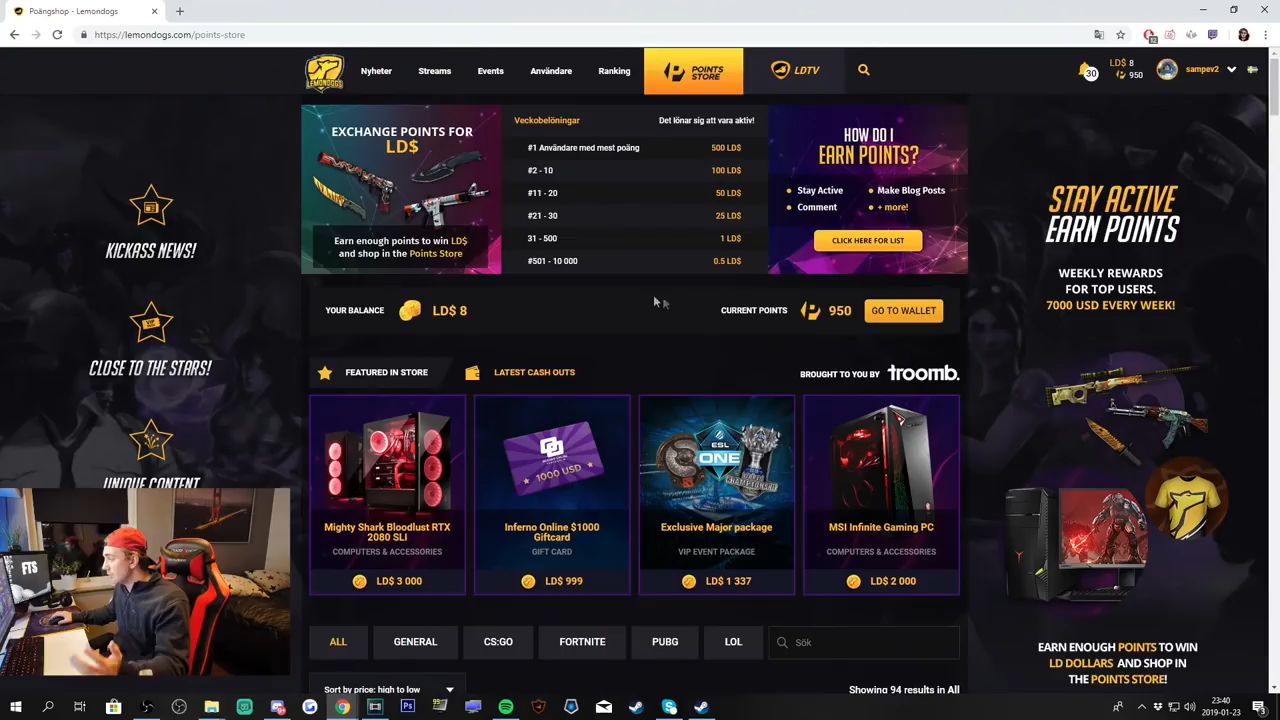 Poängshop - Lemondogs
https://lemondogs.com/points-store
12
LEMONDOGS
Nyheter
Streams
Events
Användare
Ranking
POINTS STORE
LDTV
30
LD$ 8
950
sampev2
EXCHANGE POINTS FOR
LD$
Earn enough points to win LD$
and shop in the Points Store
Veckobelöningar
Det lönar sig att vara aktiv!
#1 Användare med mest poäng
500 LD$
#2 - 10
100 LD$
#11 - 20
50 LD$
#21 - 30
25 LD$
31 - 500
1 LD$
#501 - 10 000
0.5 LD$
HOW DO I
EARN POINTS?
Stay Active
Make Blog Posts
Comment
+ more!
CLICK HERE FOR LIST
KICKASS NEWS!
VIP
CLOSE TO THE STARS!
UNIQUE CONTENT
STAY ACTIVE
EARN POINTS
WEEKLY REWARDS
FOR TOP USERS.
7000 USD EVERY WEEK!
YOUR BALANCE
LD$ 8
CURRENT POINTS
950
GO TO WALLET
FEATURED IN STORE
LATEST CASH OUTS
BROUGHT TO YOU BY
troomb.
1000 USD
ESL
ONE
WORLD
CHAMPIONSHIP
Mighty Shark Bloodlust RTX
2080 SLI
COMPUTERS & ACCESSORIES
LD$ 3 000
Inferno Online $1000
Giftcard
GIFT CARD
LD$ 999
Exclusive Major package
VIP EVENT PACKAGE
LD$ 1 337
MSI Infinite Gaming PC
COMPUTERS & ACCESSORIES
LD$ 2 000
ALL
GENERAL
CS:GO
FORTNITE
PUBG
LOL
Sök
Sort by price: high to low
Showing 94 results in All
EARN ENOUGH POINTS TO WIN
LD DOLLARS AND SHOP IN
THE POINTS STORE!
FTS
Ps
99+
23:40
2019-01-23
3